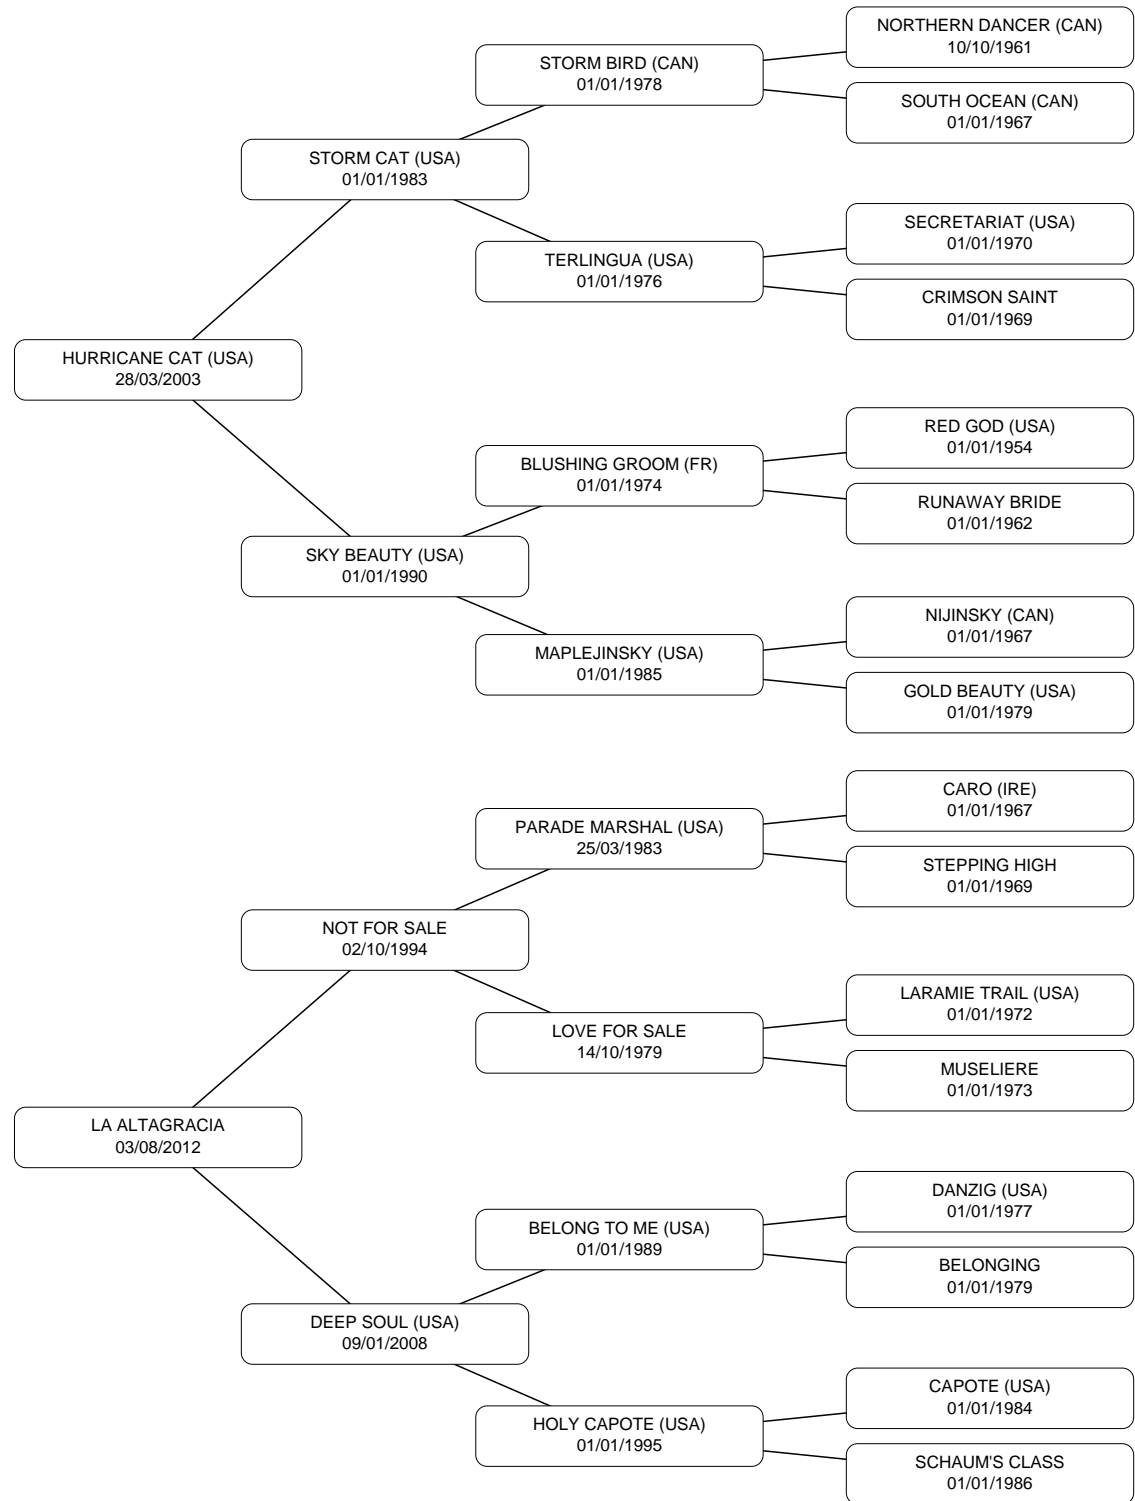 NORTHERN DANCER (CAN)
10/10/1961
STORM BIRD (CAN)
01/01/1978
SOUTH OCEAN (CAN)
01/01/1967
STORM CAT (USA)
01/01/1983
SECRETARIAT (USA)
01/01/1970
TERLINGUA (USA)
01/01/1976
CRIMSON SAINT
01/01/1969
HURRICANE CAT (USA)
28/03/2003
RED GOD (USA)
01/01/1954
BLUSHING GROOM (FR)
01/01/1974
RUNAWAY BRIDE
01/01/1962
SKY BEAUTY (USA)
01/01/1990
NIJINSKY (CAN)
01/01/1967
MAPLEJINSKY (USA)
01/01/1985
GOLD BEAUTY (USA)
01/01/1979
CARO (IRE)
01/01/1967
PARADE MARSHAL (USA)
25/03/1983
STEPPING HIGH
01/01/1969
NOT FOR SALE
02/10/1994
LARAMIE TRAIL (USA)
01/01/1972
LOVE FOR SALE
14/10/1979
MUSELIERE
01/01/1973
LA ALTAGRACIA
03/08/2012
DANZIG (USA)
01/01/1977
BELONG TO ME (USA)
01/01/1989
BELONGING
01/01/1979
DEEP SOUL (USA)
09/01/2008
CAPOTE (USA)
01/01/1984
HOLY CAPOTE (USA)
01/01/1995
SCHAUM'S CLASS
01/01/1986